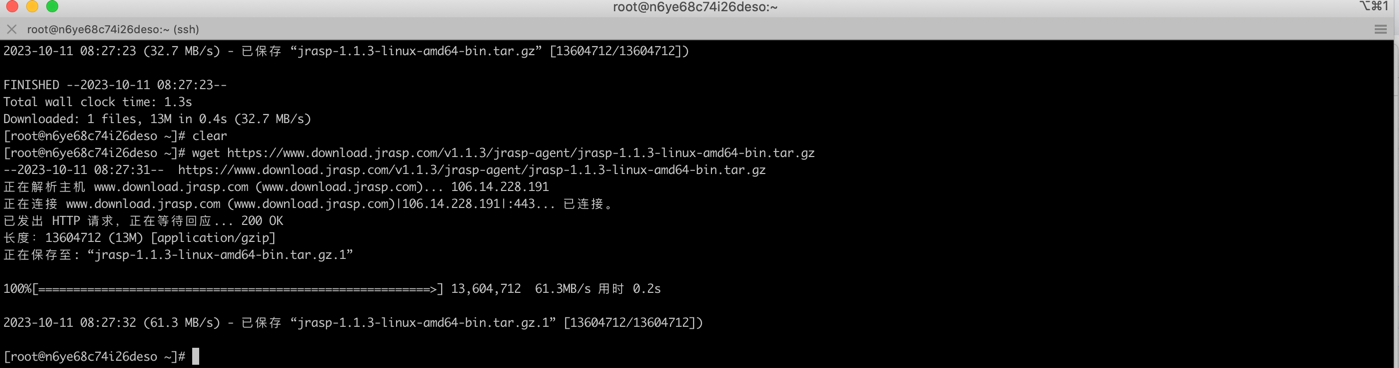 root@n6ye68c74i26deso:~
⌥⌘1
root@n6ye68c74i26deso:~ (ssh)
2023-10-11 08:27:23 (32.7 MB/s) - 已保存 “jrasp-1.1.3-linux-amd64-bin.tar.gz” [13604712/13604712])
FINISHED --2023-10-11 08:27:23--
Total wall clock time: 1.3s
Downloaded: 1 files, 13M in 0.4s (32.7 MB/s)
[root@n6ye68c74i26deso ~]# clear
[root@n6ye68c74i26deso ~]# wget https://www.download.jrasp.com/v1.1.3/jrasp-agent/jrasp-1.1.3-linux-amd64-bin.tar.gz
--2023-10-11 08:27:31--  https://www.download.jrasp.com/v1.1.3/jrasp-agent/jrasp-1.1.3-linux-amd64-bin.tar.gz
正在解析主机 www.download.jrasp.com (www.download.jrasp.com)... 106.14.228.191
正在连接 www.download.jrasp.com (www.download.jrasp.com)|106.14.228.191|:443... 已连接。
已发出 HTTP 请求，正在等待回应... 200 OK
长度：13604712 (13M) [application/gzip]
正在保存至: “jrasp-1.1.3-linux-amd64-bin.tar.gz.1”
100%[========================================================>] 13,604,712  61.3MB/s 用时 0.2s
2023-10-11 08:27:32 (61.3 MB/s) - 已保存 “jrasp-1.1.3-linux-amd64-bin.tar.gz.1” [13604712/13604712])
[root@n6ye68c74i26deso ~]#